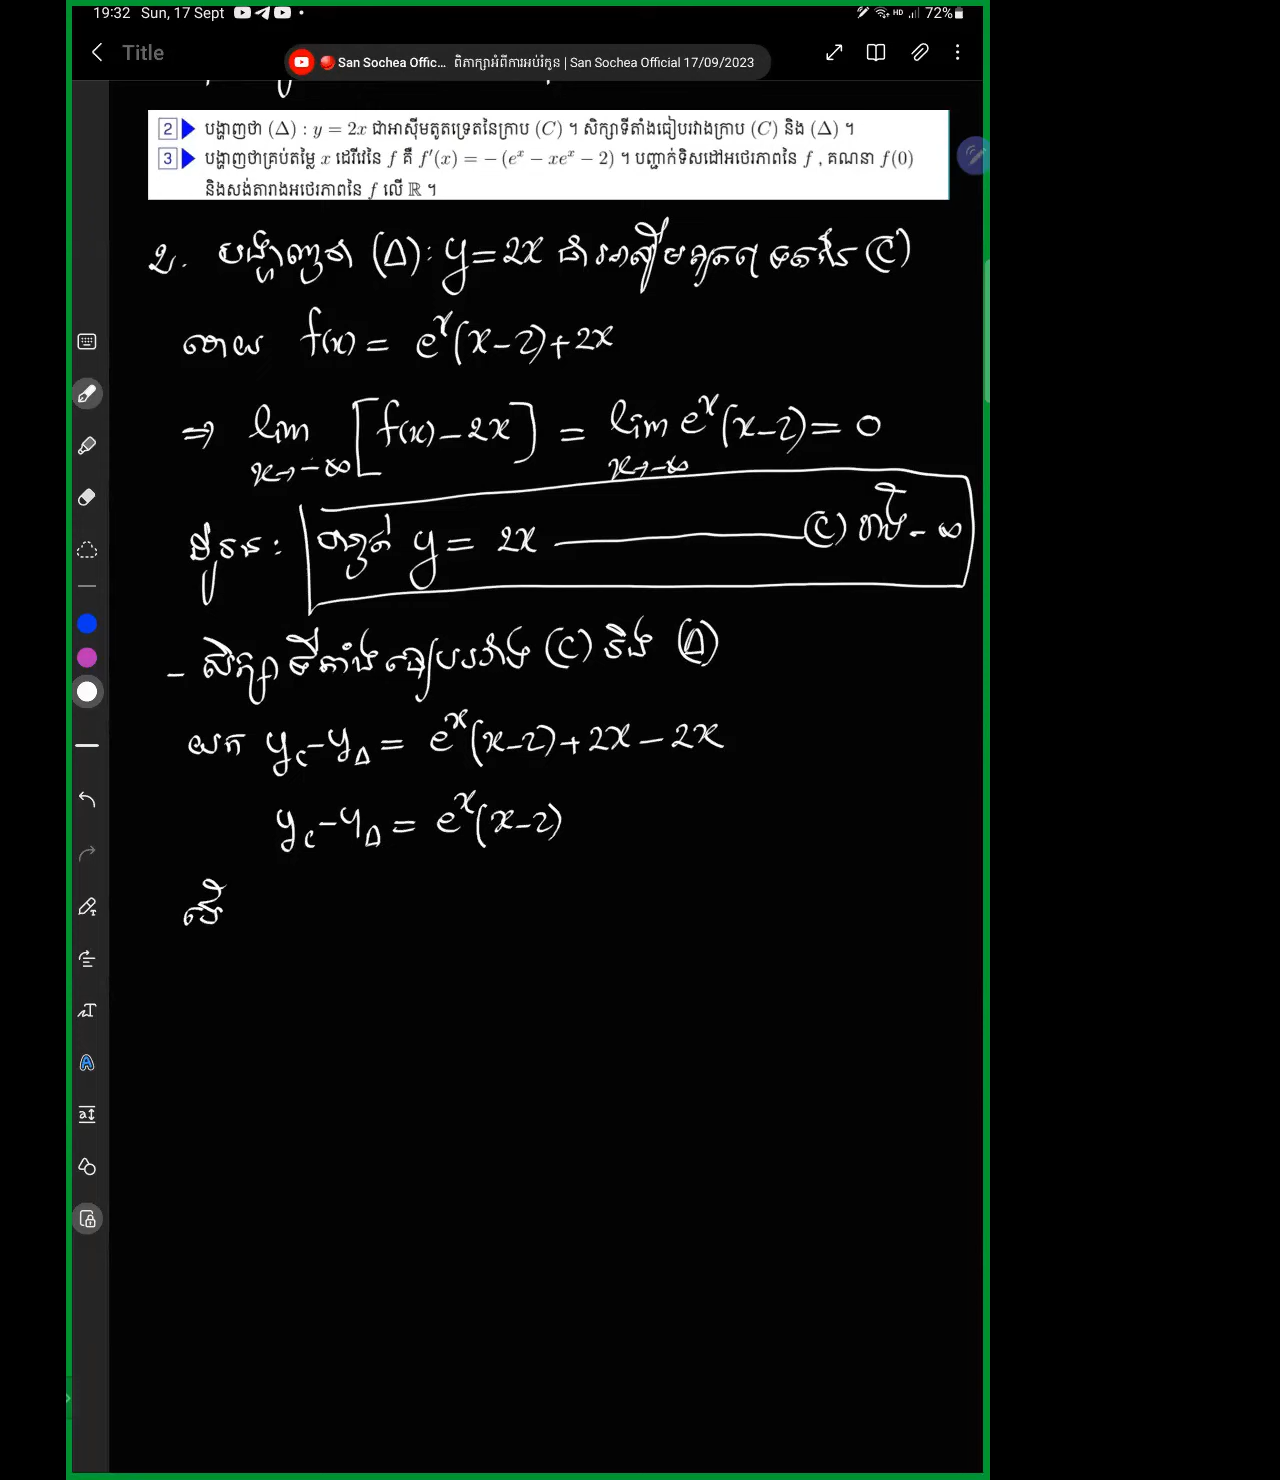 19:32 Sun, 17 Sept HD 72%
Title
San Sochea Offic... ពិភាក្សាអំពីការអប់រំកូន | San Sochea Official 17/09/2023
2 បង្ហាញថា (Δ) : y = 2x ជាអាស៊ីមតូតទ្រេតនៃក្រាប (C) ។ សិក្សាទីតាំងធៀបរវាងក្រាប (C) និង (Δ) ។
3 បង្ហាញថាគ្រប់តម្លៃ x ដេរីវេនៃ f គឺ f′(x) = −(eˣ − xeˣ − 2) ។ បញ្ជាក់ទិសដៅអថេរភាពនៃ f , គណនា f(0)
និងសង់តារាងអថេរភាពនៃ f លើ ℝ ។
2. បង្ហាញថា (Δ): y = 2x ជាអាស៊ីមតូតទ្រេតនៃ (C)
ដោយ f(x) = eˣ(x−2)+2x
⇒ lim x→−∞ [f(x)−2x] = lim x→−∞ eˣ(x−2) = 0
ដូចនេះ: បន្ទាត់ y = 2x ——— (C) ខាង −∞
- សិក្សាទីតាំងធៀបរវាង (C) និង (Δ)
យក y_C − y_Δ = eˣ(x−2)+2x−2x
y_C − y_Δ = eˣ(x−2)